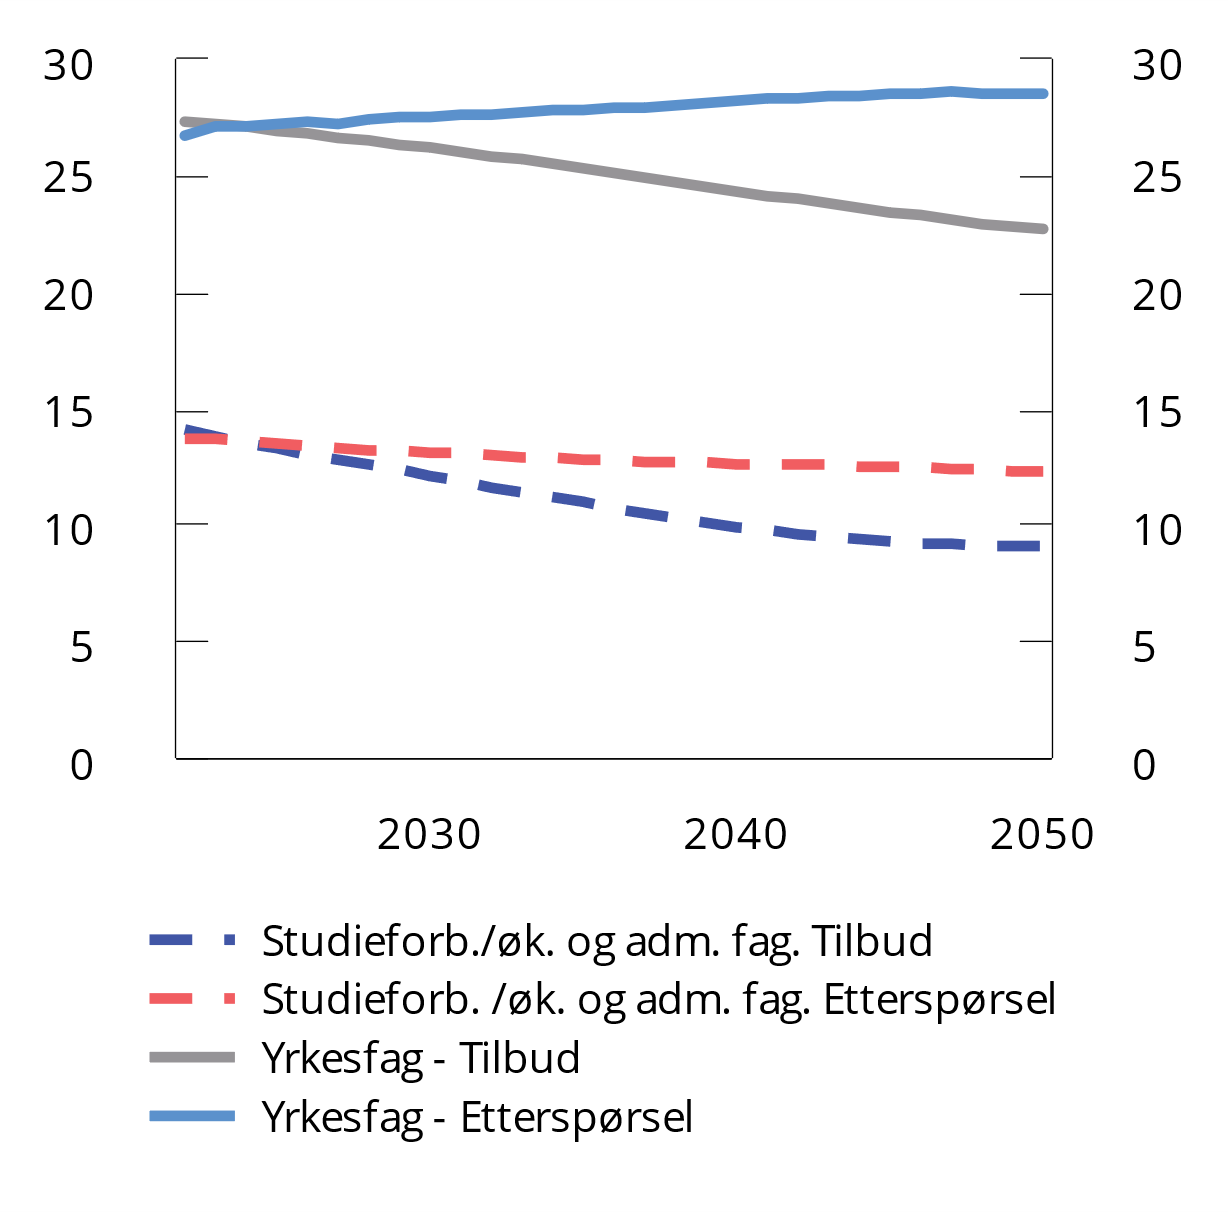 30 30
25 25
20 20
15 15
10 10
5 5
0 0
2030 2040 2050
Studieforb./øk. og adm. fag. Tilbud
Studieforb. /øk. og adm. fag. Etterspørsel
Yrkesfag - Tilbud
Yrkesfag - Etterspørsel